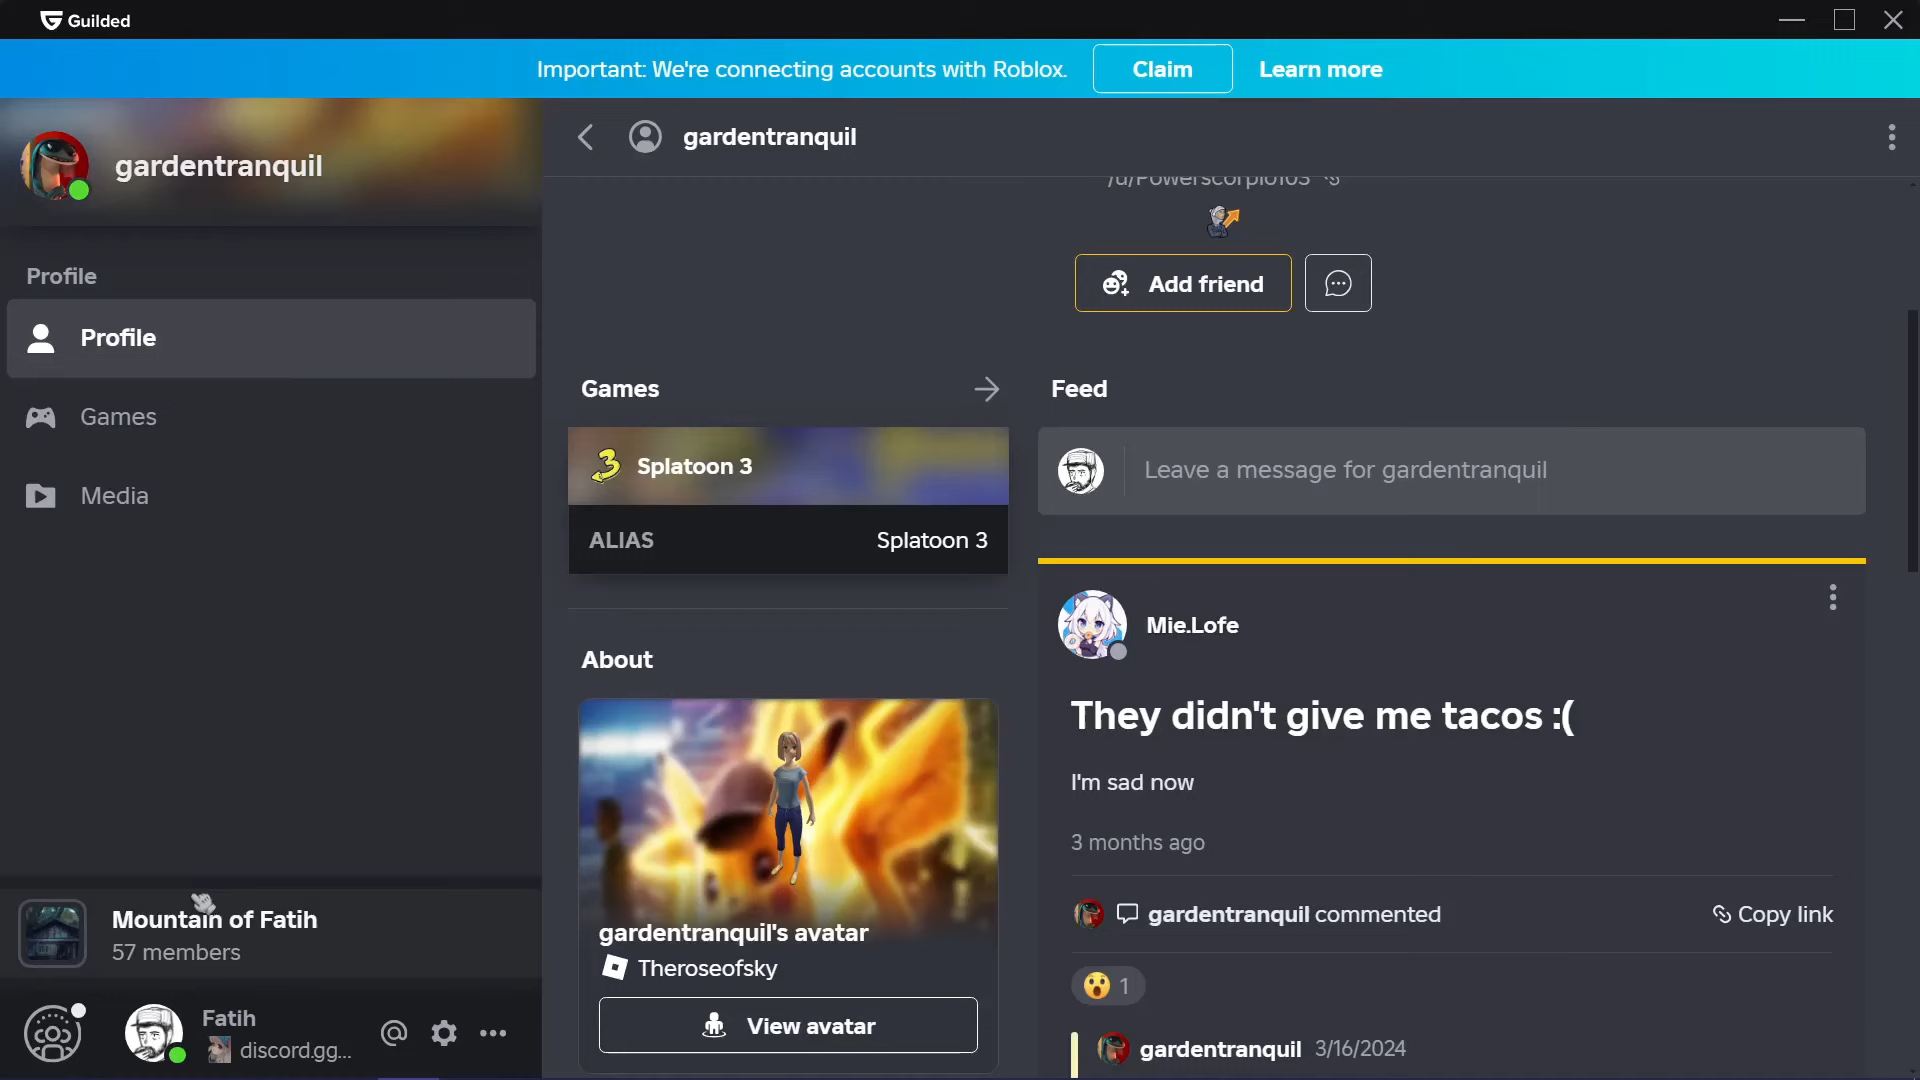 Guilded
Important: We're connecting accounts with Roblox.
Claim
Learn more
gardentranquil
gardentranquil
Profile
Profile
Games
Media
Mountain of Fatih
57 members
Fatih
discord.gg...
Add friend
Games
Splatoon 3
ALIAS
Splatoon 3
About
gardentranquil's avatar
Theroseofsky
View avatar
Feed
Leave a message for gardentranquil
Mie.Lofe
They didn't give me tacos :(
I'm sad now
3 months ago
gardentranquil commented
Copy link
1
gardentranquil 3/16/2024